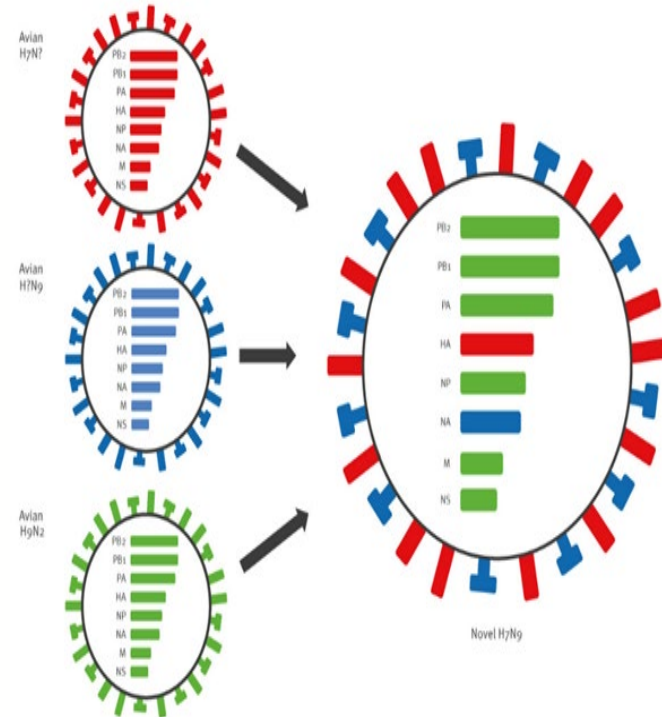 Avian
H7N?
PB2
PB1
PA
HA
NP
NA
M
NS
Avian
H?N9
PB2
PB1
PA
HA
NP
NA
M
NS
Avian
H9N2
PB2
PB1
PA
HA
NP
NA
M
NS
PB2
PB1
PA
HA
NP
NA
M
NS
Novel H7N9